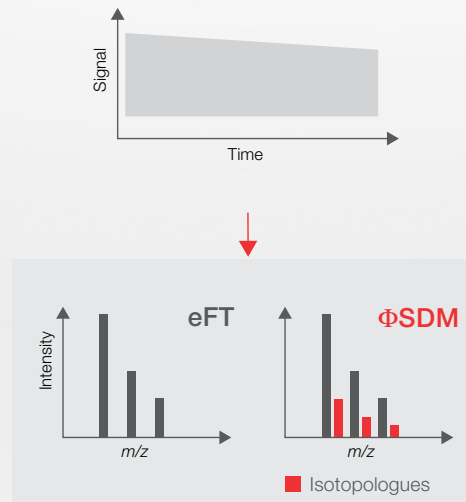 Signal
Time
eFT
ΦSDM
Intensity
m/z
m/z
Isotopologues